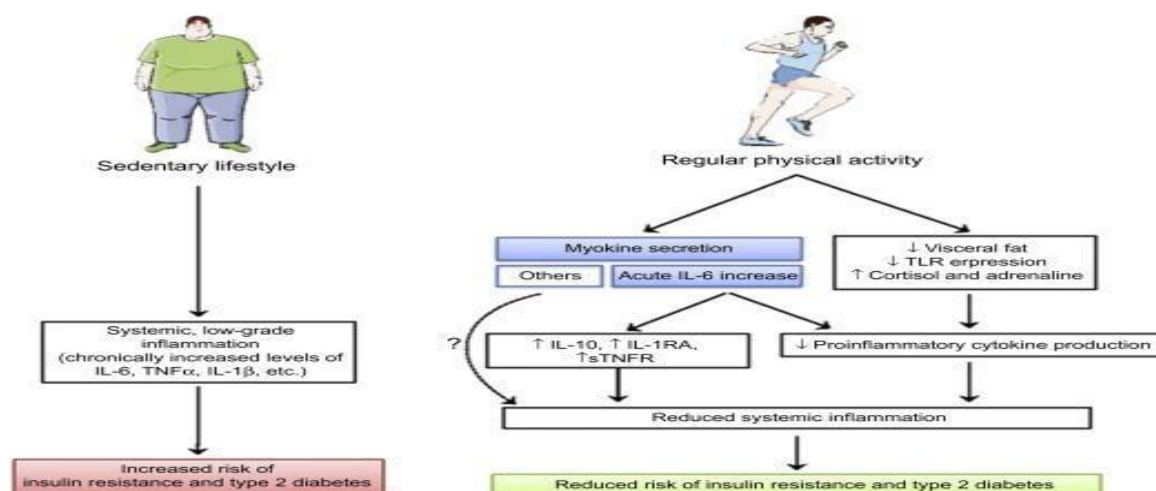 Sedentary lifestyle
Regular physical activity
Myokine secretion
Others
Acute IL-6 increase
↓ Visceral fat
↓ TLR erpression
↑ Cortisol and adrenaline
Systemic, low-grade
inflammation
(chronically increased levels of
IL-6, TNFα, IL-1β, etc.)
?
↑ IL-10, ↑ IL-1RA,
↑sTNFR
↓ Proinflammatory cytokine production
Reduced systemic inflammation
Increased risk of
insulin resistance and type 2 diabetes
Reduced risk of insulin resistance and type 2 diabetes